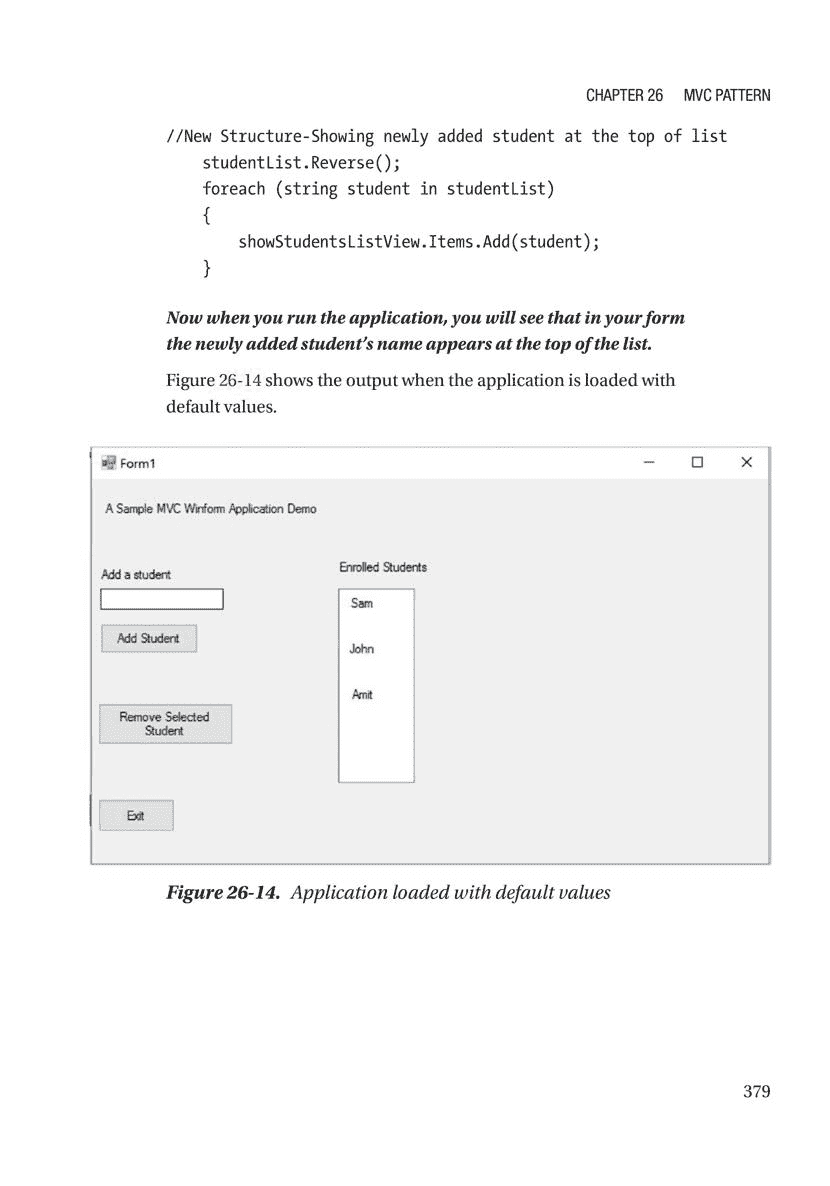 CHAPTER 26 MVC PATTERN
//New Structure-Showing newly added student at the top of list
studentList.Reverse();
foreach (string student in studentList)
{
showStudentsListView.Items.Add(student);
}
Now when you run the application, you will see that in your form
the newly added student's name appears at the top of the list.
Figure 26-14 shows the output when the application is loaded with
default values.
Form1
A Sample MVC Winform Application Demo
Add a student
Add Student
Remove Selected
Student
Exit
Enrolled Students
Sam
John
Amit
Figure 26-14. Application loaded with default values
379